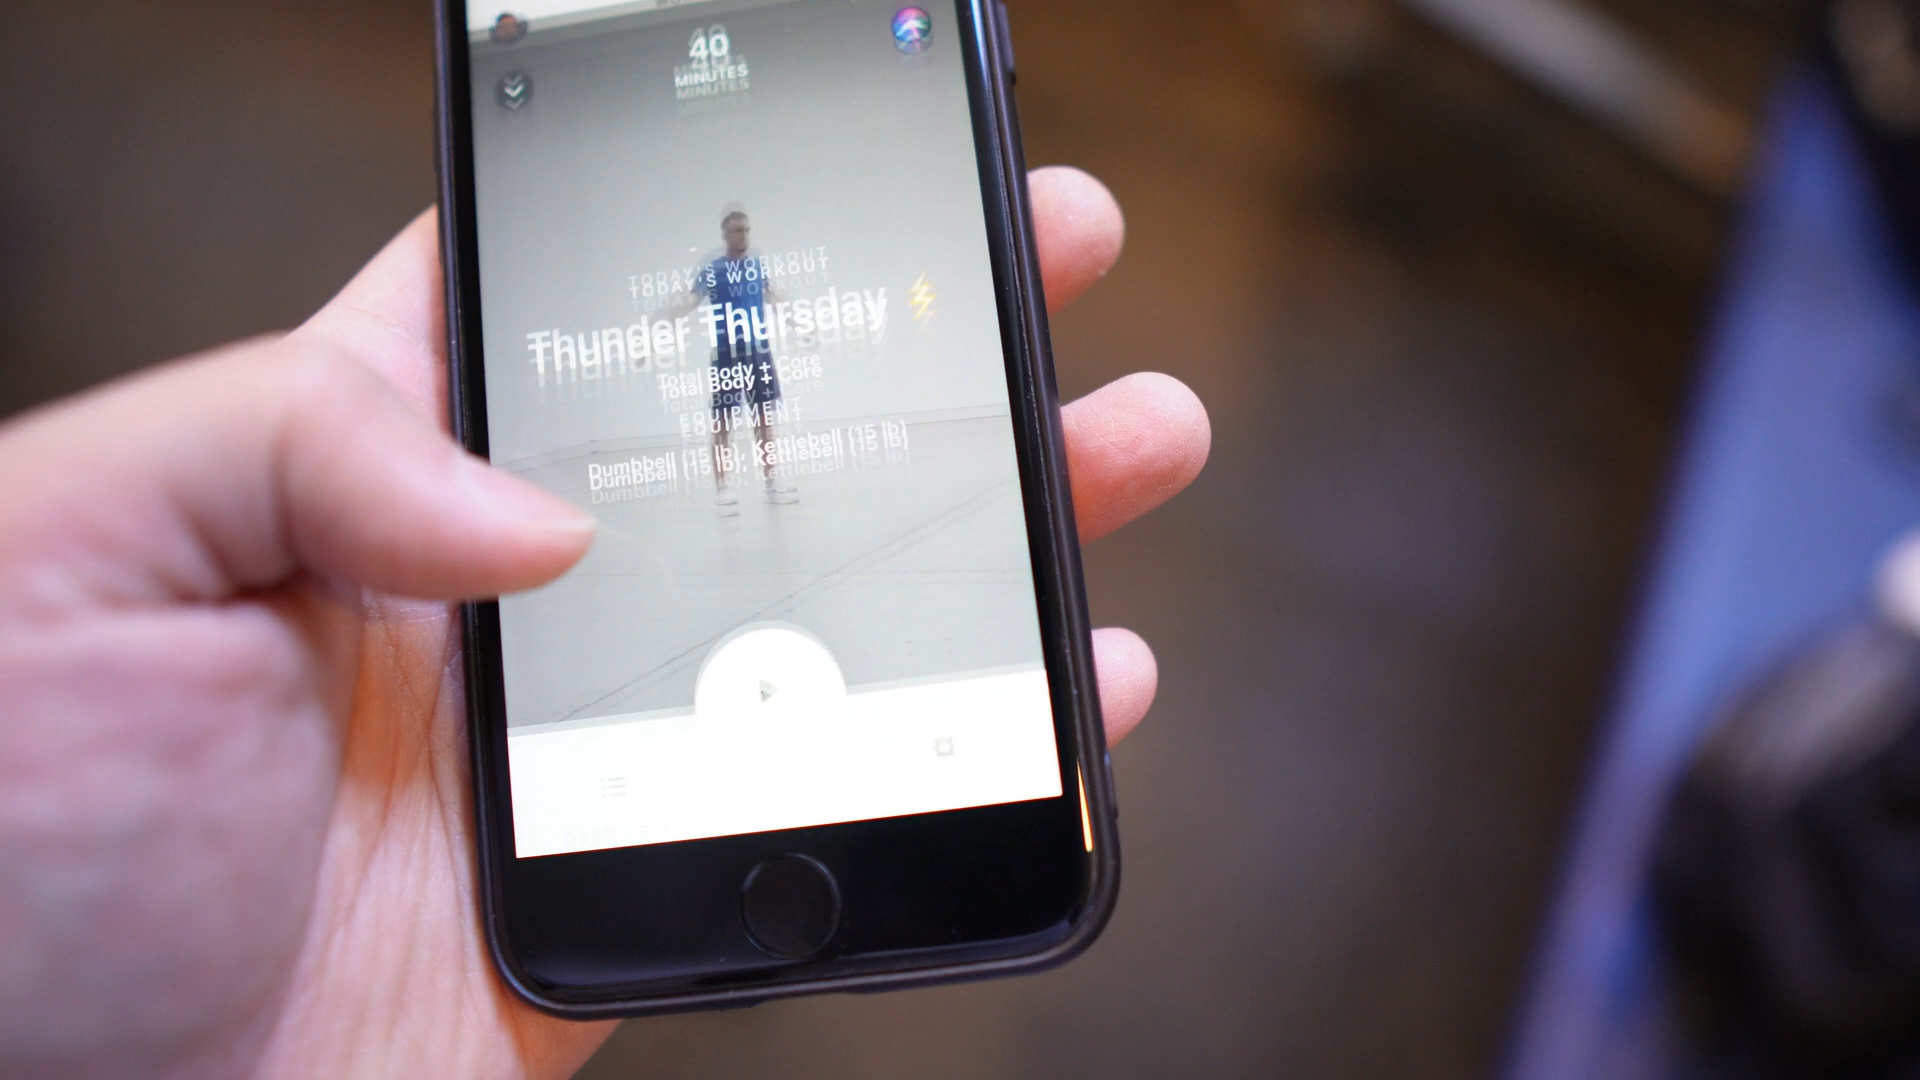 40
MINUTES
TODAY'S WORKOUT
Thunder Thursday ⚡
Total Body + Core
EQUIPMENT
Dumbbell (15 lb), Kettlebell (15 lb)